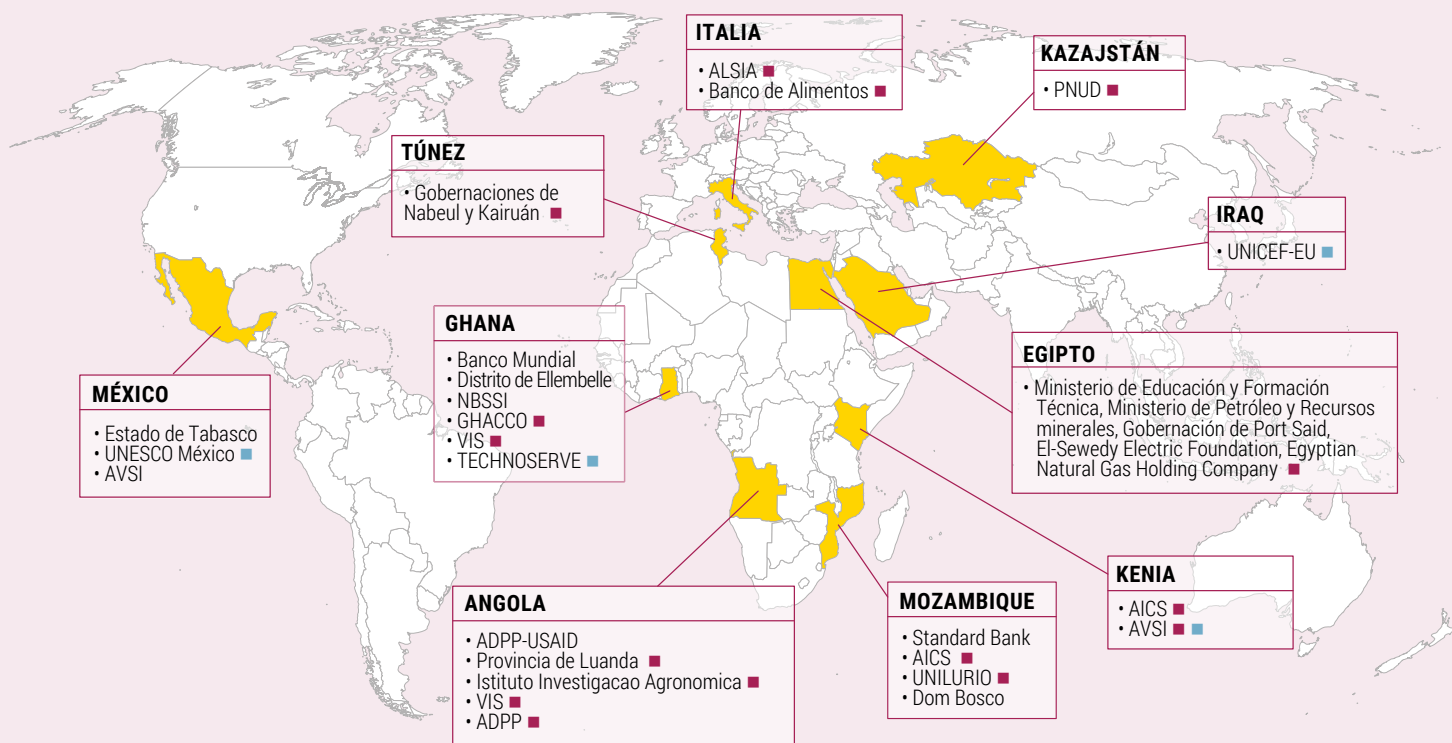 ITALIA
• ALSIA
• Banco de Alimentos
KAZAJSTÁN
• PNUD
TÚNEZ
• Gobernaciones de
Nabeul y Kairuán
IRAQ
• UNICEF-EU
GHANA
• Banco Mundial
• Distrito de Ellembelle
• NBSSI
• GHACCO
• VIS
• TECHNOSERVE
EGIPTO
• Ministerio de Educación y Formación
Técnica, Ministerio de Petróleo y Recursos
minerales, Gobernación de Port Said,
El-Sewedy Electric Foundation, Egyptian
Natural Gas Holding Company
MÉXICO
• Estado de Tabasco
• UNESCO México
• AVSI
KENIA
• AICS
• AVSI
ANGOLA
• ADPP-USAID
• Provincia de Luanda
• Istituto Investigacao Agronomica
• VIS
• ADPP
MOZAMBIQUE
• Standard Bank
• AICS
• UNILURIO
• Dom Bosco